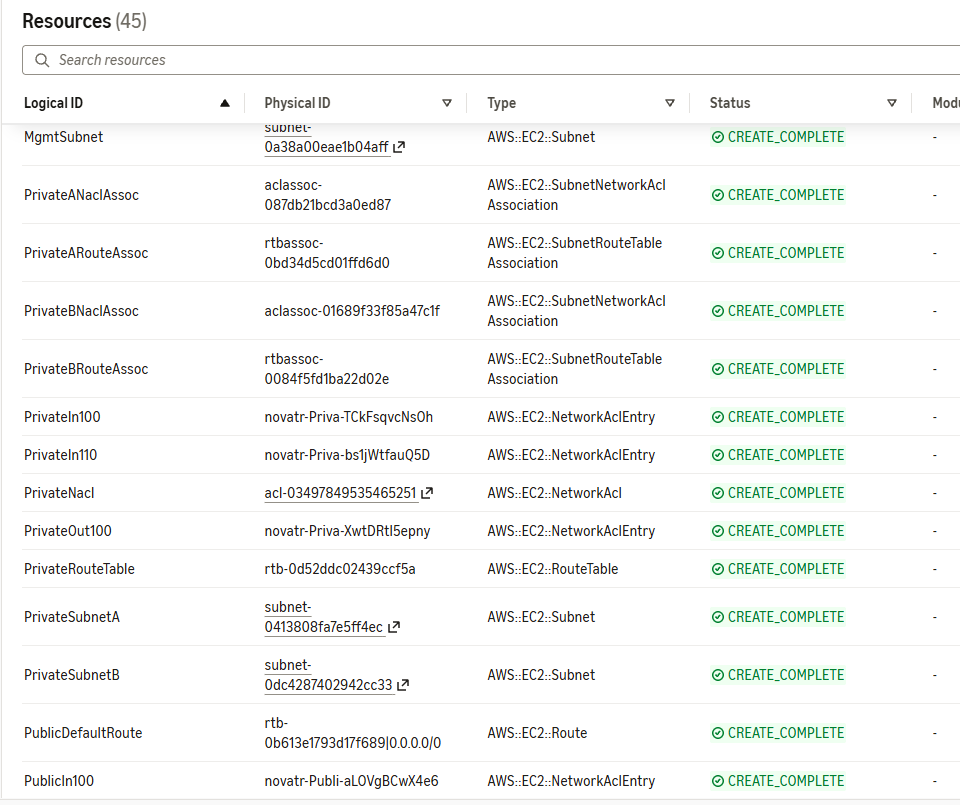 Resources (45)
Search resources
Logical ID Physical ID Type Status Modu
subnet-
MgmtSubnet AWS::EC2::Subnet CREATE_COMPLETE -
0a38a00eae1b04aff
aclassoc- AWS::EC2::SubnetNetworkAcl
PrivateANaclAssoc CREATE_COMPLETE -
087db21bcd3a0ed87 Association
rtbassoc- AWS::EC2::SubnetRouteTable
PrivateARouteAssoc CREATE_COMPLETE -
0bd34d5cd01ffd6d0 Association
AWS::EC2::SubnetNetworkAcl
PrivateBNaclAssoc aclassoc-01689f33f85a47c1f CREATE_COMPLETE -
Association
rtbassoc- AWS::EC2::SubnetRouteTable
PrivateBRouteAssoc CREATE_COMPLETE -
0084f5fd1ba22d02e Association
PrivateIn100 novatr-Priva-TCkFsqvcNsOh AWS::EC2::NetworkAclEntry CREATE_COMPLETE -
PrivateIn110 novatr-Priva-bs1jWtfauQ5D AWS::EC2::NetworkAclEntry CREATE_COMPLETE -
PrivateNacl acl-03497849535465251 AWS::EC2::NetworkAcl CREATE_COMPLETE -
PrivateOut100 novatr-Priva-XwtDRtI5epny AWS::EC2::NetworkAclEntry CREATE_COMPLETE -
PrivateRouteTable rtb-0d52ddc02439ccf5a AWS::EC2::RouteTable CREATE_COMPLETE -
subnet-
PrivateSubnetA AWS::EC2::Subnet CREATE_COMPLETE -
0413808fa7e5ff4ec
subnet-
PrivateSubnetB AWS::EC2::Subnet CREATE_COMPLETE -
0dc4287402942cc33
rtb-
PublicDefaultRoute AWS::EC2::Route CREATE_COMPLETE -
0b613e1793d17f689|0.0.0.0/0
PublicIn100 novatr-Publi-aLOVgBCwX4e6 AWS::EC2::NetworkAclEntry CREATE_COMPLETE -